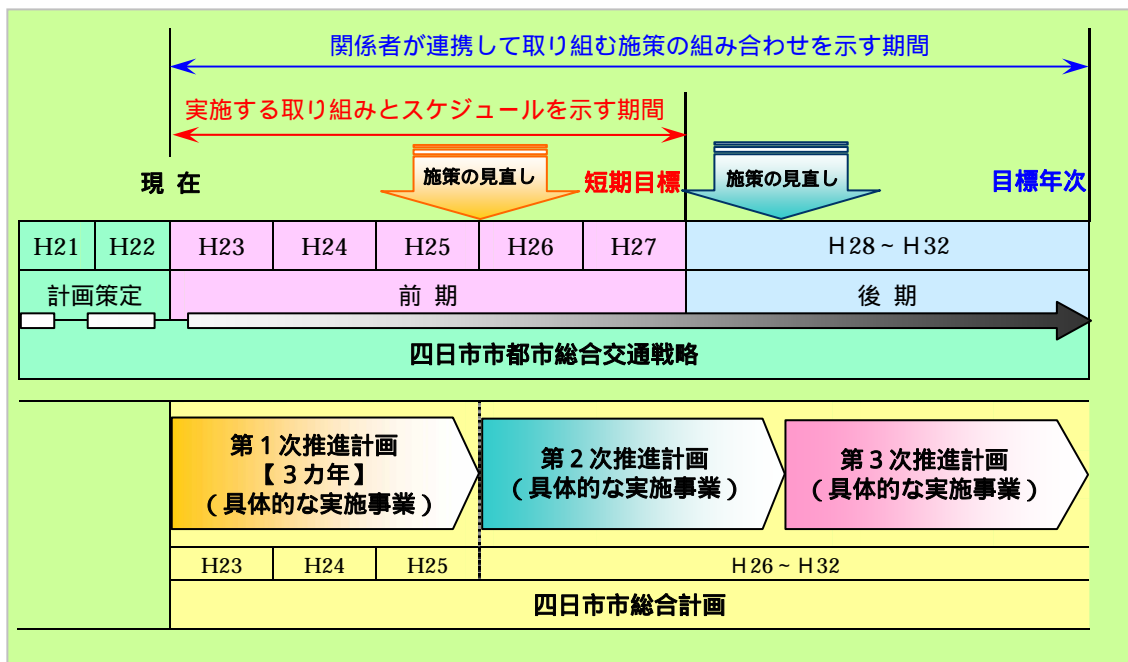 関係者が連携して取り組む施策の組み合わせを示す期間
実施する取り組みとスケジュールを示す期間
現 在
施策の見直し
短期目標
施策の見直し
目標年次
H21 H22 H23 H24 H25 H26 H27 H28～H32
計画策定 前 期 後 期
四日市市都市総合交通戦略
第1次推進計画
【3カ年】
(具体的な実施事業)
第2次推進計画
(具体的な実施事業)
第3次推進計画
(具体的な実施事業)
H23 H24 H25 H26～H32
四日市市総合計画